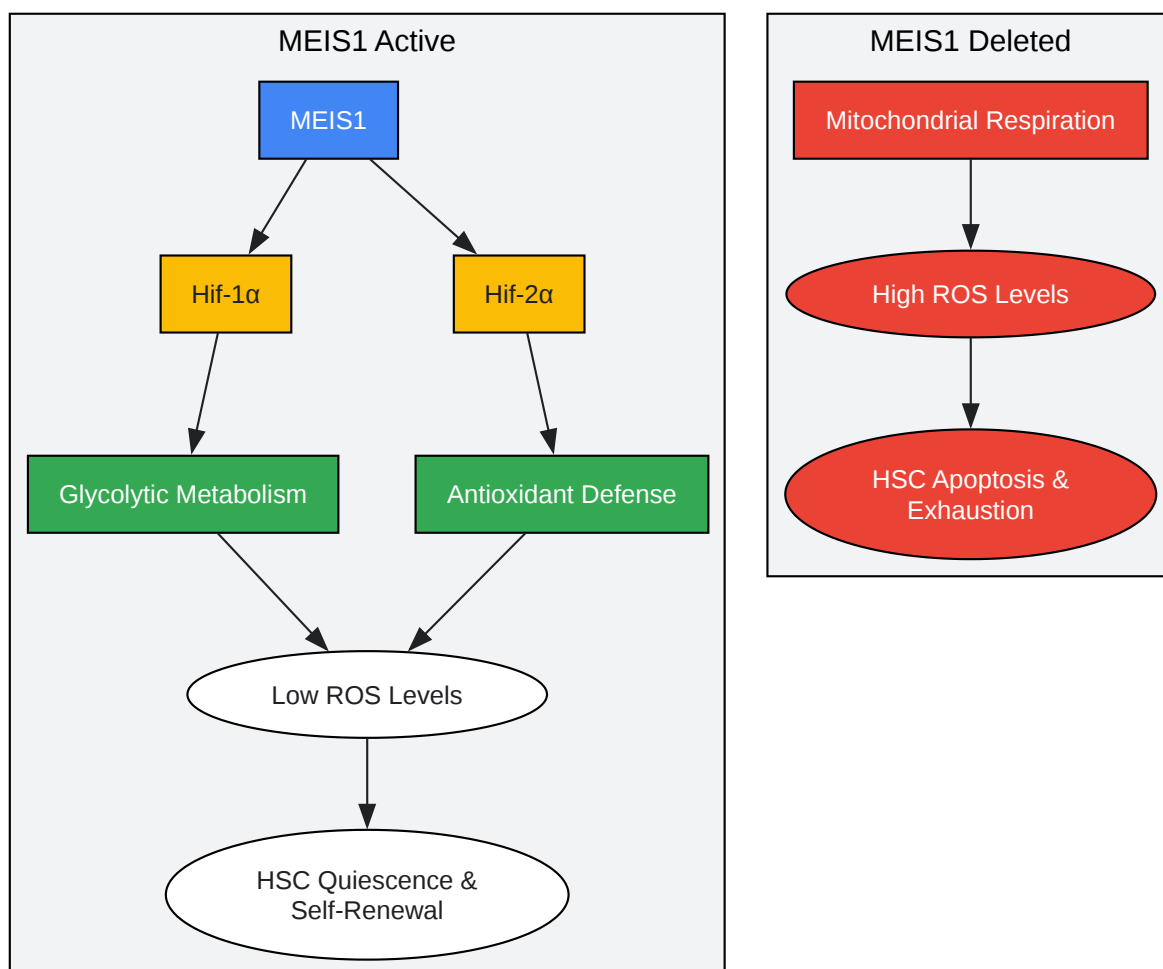 MEIS1 Active
MEIS1
Hif-1α
Hif-2α
Glycolytic Metabolism
Antioxidant Defense
Low ROS Levels
HSC Quiescence &
Self-Renewal
MEIS1 Deleted
Mitochondrial Respiration
High ROS Levels
HSC Apoptosis &
Exhaustion